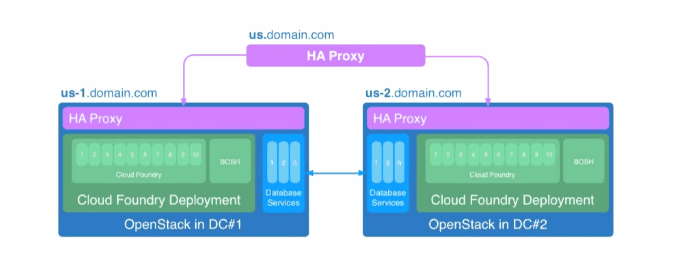 us.domain.com
HA Proxy
us-1.domain.com
us-2.domain.com
HA Proxy
HA Proxy
1 2 3 4 5 6 7 8 9 10
Cloud Foundry
BOSH
1 2
Database
Services
Cloud Foundry Deployment
OpenStack in DC#1
1 2
Database
Services
1 2 3 4 5 6 7 8 9 10
Cloud Foundry
BOSH
Cloud Foundry Deployment
OpenStack in DC#2